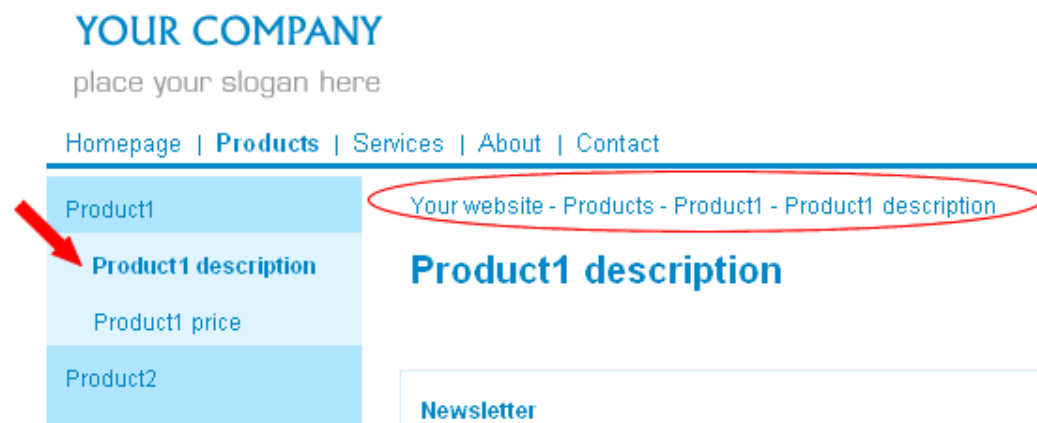 YOUR COMPANY
place your slogan here
Homepage | Products | Services | About | Contact
Product1
Product1 description
Product1 price
Product2
Your website - Products - Product1 - Product1 description
Product1 description
Newsletter